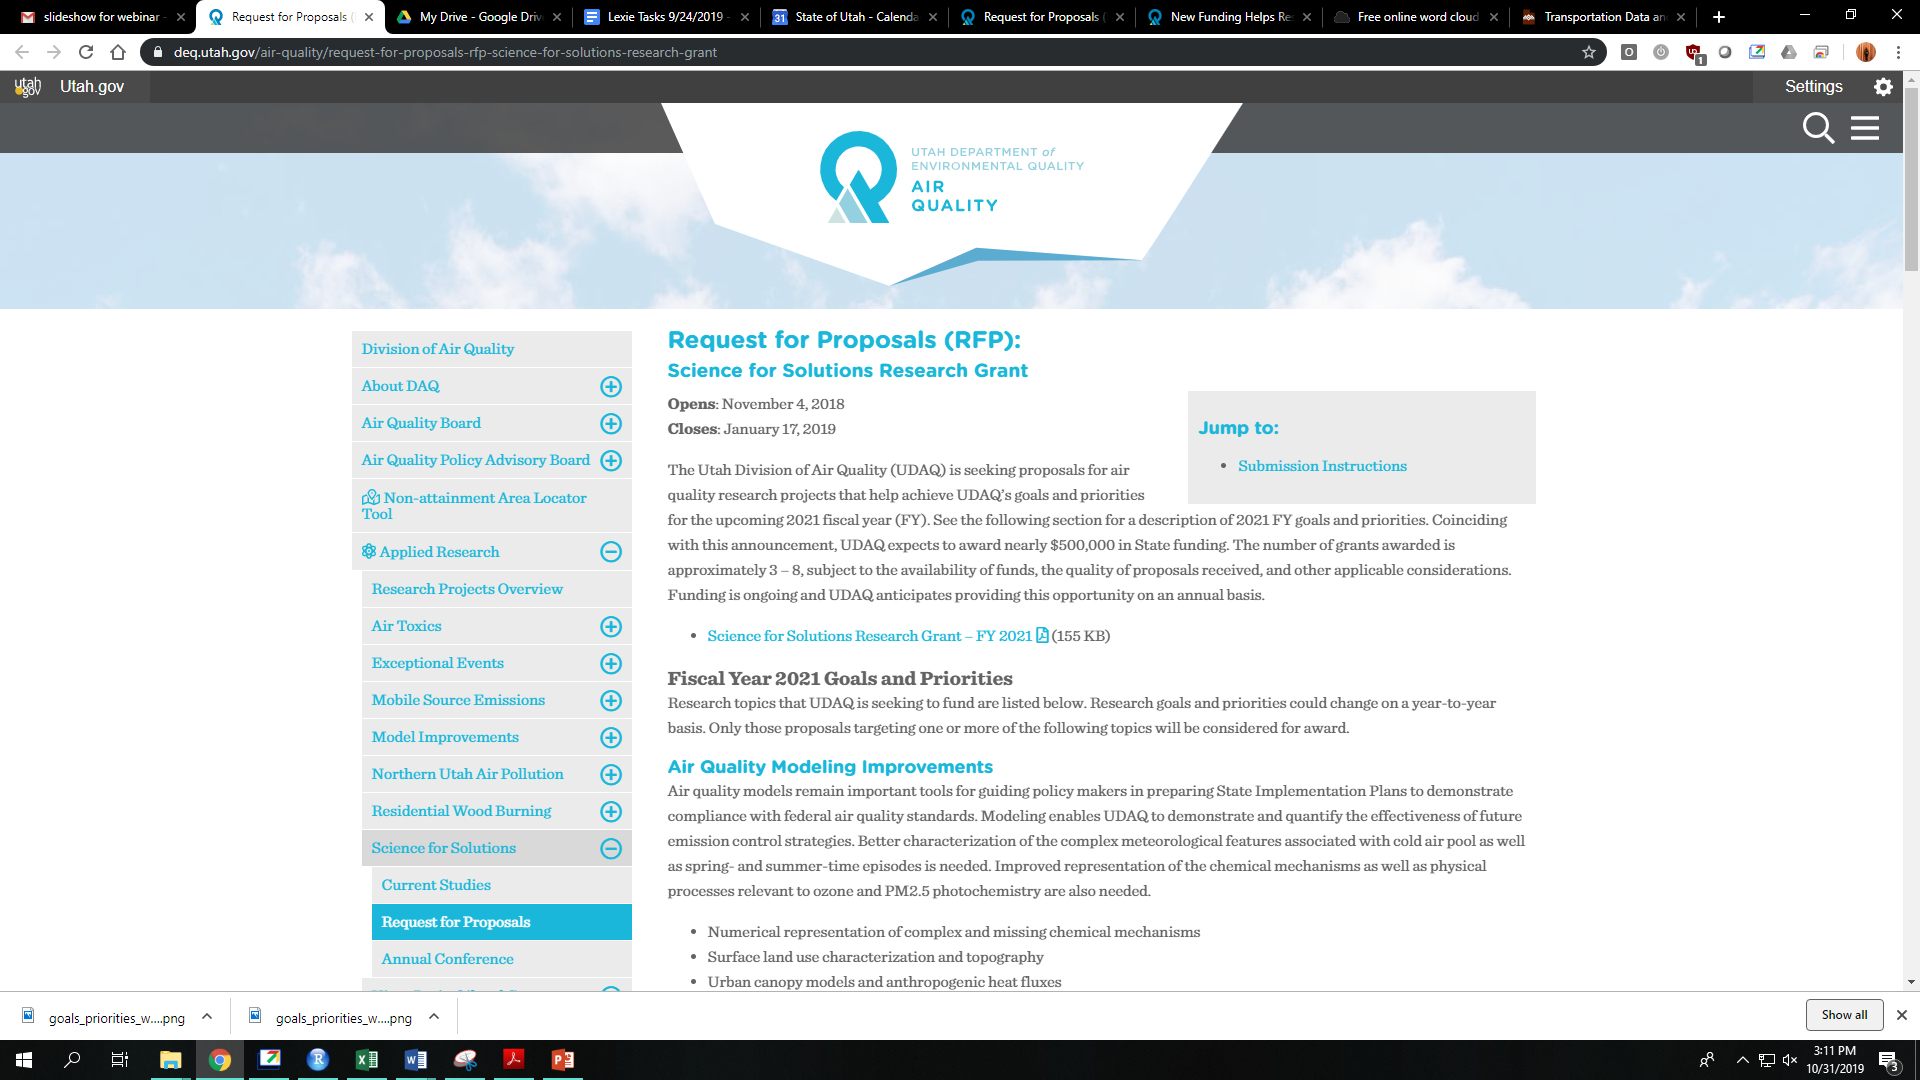 slideshow for webinar -
Request for Proposals (
My Drive - Google Driv
Lexie Tasks 9/24/2019 -
State of Utah - Calenda
Request for Proposals (
New Funding Helps Re
Free online word cloud
Transportation Data an
deq.utah.gov/air-quality/request-for-proposals-rfp-science-for-solutions-research-grant
utah gov
Utah.gov
Settings
UTAH DEPARTMENT of
ENVIRONMENTAL QUALITY
AIR
QUALITY
Division of Air Quality
About DAQ
Air Quality Board
Air Quality Policy Advisory Board
Non-attainment Area Locator
Tool
Applied Research
Research Projects Overview
Air Toxics
Exceptional Events
Mobile Source Emissions
Model Improvements
Northern Utah Air Pollution
Residential Wood Burning
Science for Solutions
Current Studies
Request for Proposals
Annual Conference
Request for Proposals (RFP):
Science for Solutions Research Grant
Opens: November 4, 2018
Closes: January 17, 2019
Jump to:
• Submission Instructions
The Utah Division of Air Quality (UDAQ) is seeking proposals for air
quality research projects that help achieve UDAQ's goals and priorities
for the upcoming 2021 fiscal year (FY). See the following section for a description of 2021 FY goals and priorities. Coinciding
with this announcement, UDAQ expects to award nearly $500,000 in State funding. The number of grants awarded is
approximately 3 – 8, subject to the availability of funds, the quality of proposals received, and other applicable considerations.
Funding is ongoing and UDAQ anticipates providing this opportunity on an annual basis.
• Science for Solutions Research Grant – FY 2021 (155 KB)
Fiscal Year 2021 Goals and Priorities
Research topics that UDAQ is seeking to fund are listed below. Research goals and priorities could change on a year-to-year
basis. Only those proposals targeting one or more of the following topics will be considered for award.
Air Quality Modeling Improvements
Air quality models remain important tools for guiding policy makers in preparing State Implementation Plans to demonstrate
compliance with federal air quality standards. Modeling enables UDAQ to demonstrate and quantify the effectiveness of future
emission control strategies. Better characterization of the complex meteorological features associated with cold air pool as well
as spring- and summer-time episodes is needed. Improved representation of the chemical mechanisms as well as physical
processes relevant to ozone and PM2.5 photochemistry are also needed.
• Numerical representation of complex and missing chemical mechanisms
• Surface land use characterization and topography
• Urban canopy models and anthropogenic heat fluxes
goals_priorities_w....png
goals_priorities_w....png
Show all
3:11 PM
10/31/2019
3